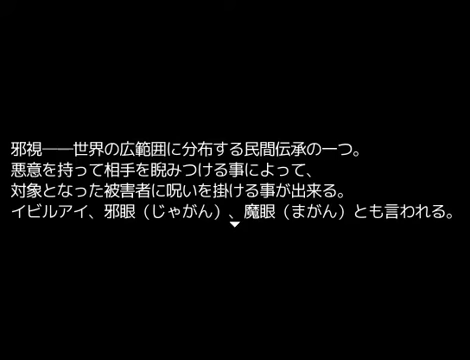 邪視――世界の広範囲に分布する民間伝承の一つ。
悪意を持って相手を睨みつける事によって、
対象となった被害者に呪いを掛ける事が出来る。
イビルアイ、邪眼（じゃがん）、魔眼（まがん）とも言われる。